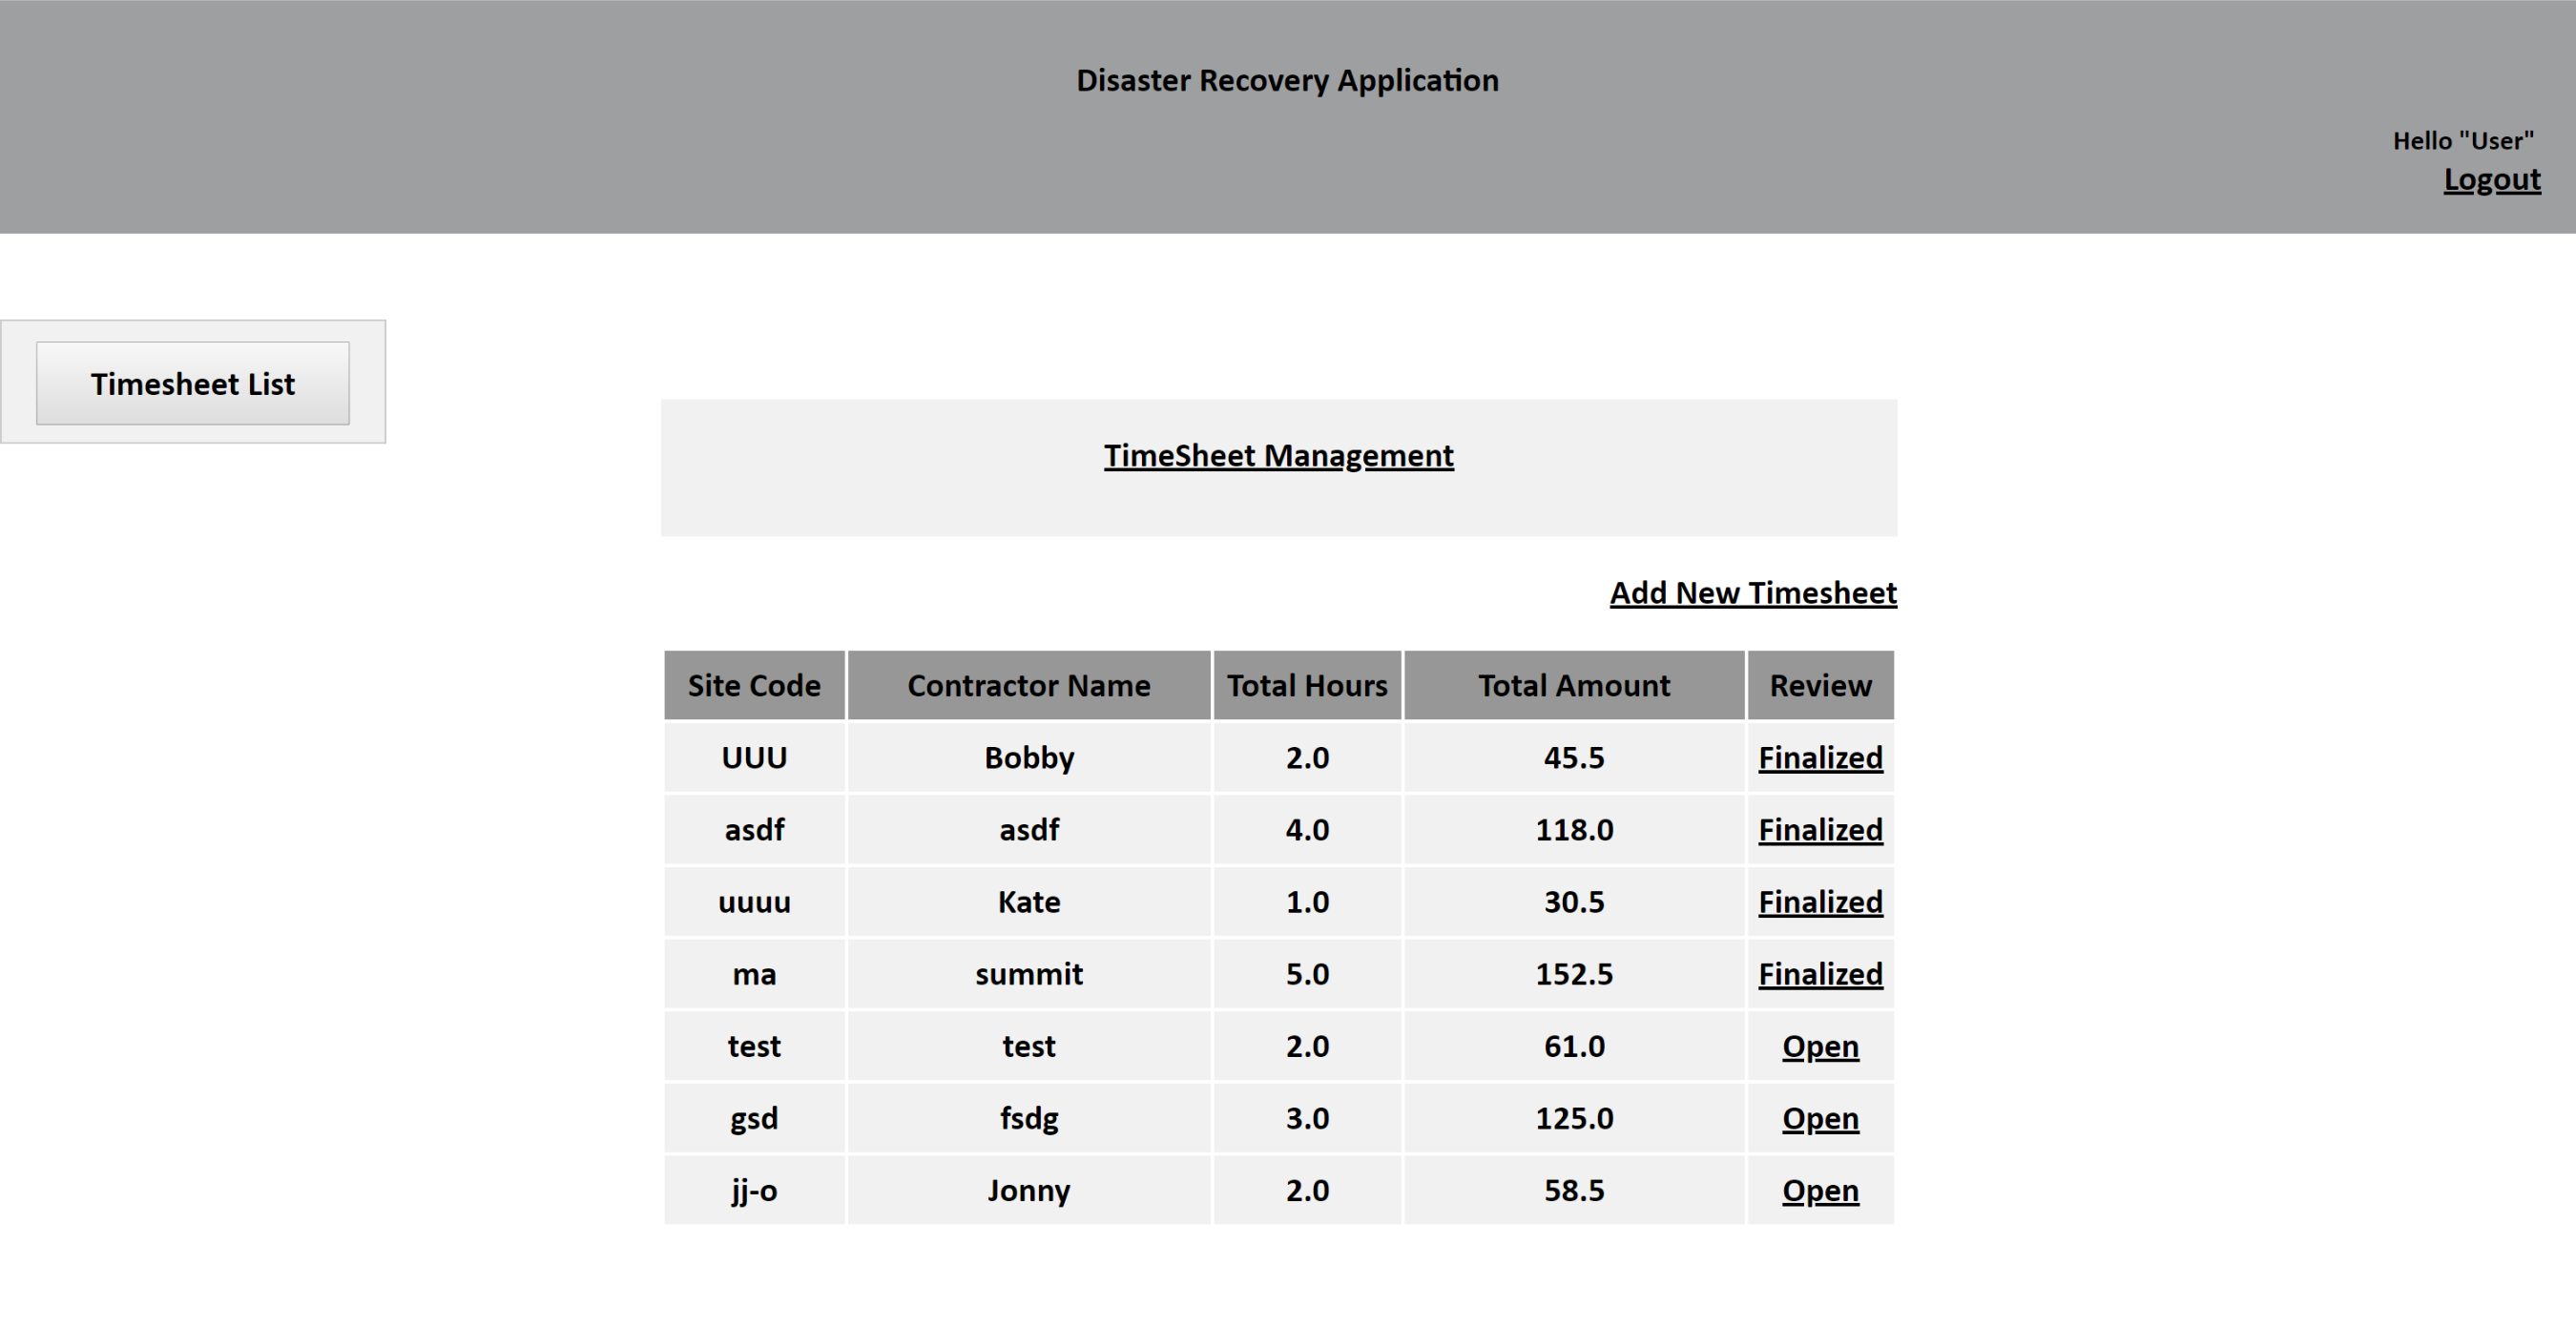 Disaster Recovery Application
Hello "User"
Logout
Timesheet List
TimeSheet Management
Add New Timesheet
Site Code Contractor Name Total Hours Total Amount Review
UUU Bobby 2.0 45.5 Finalized
asdf asdf 4.0 118.0 Finalized
uuuu Kate 1.0 30.5 Finalized
ma summit 5.0 152.5 Finalized
test test 2.0 61.0 Open
gsd fsdg 3.0 125.0 Open
jj-o Jonny 2.0 58.5 Open